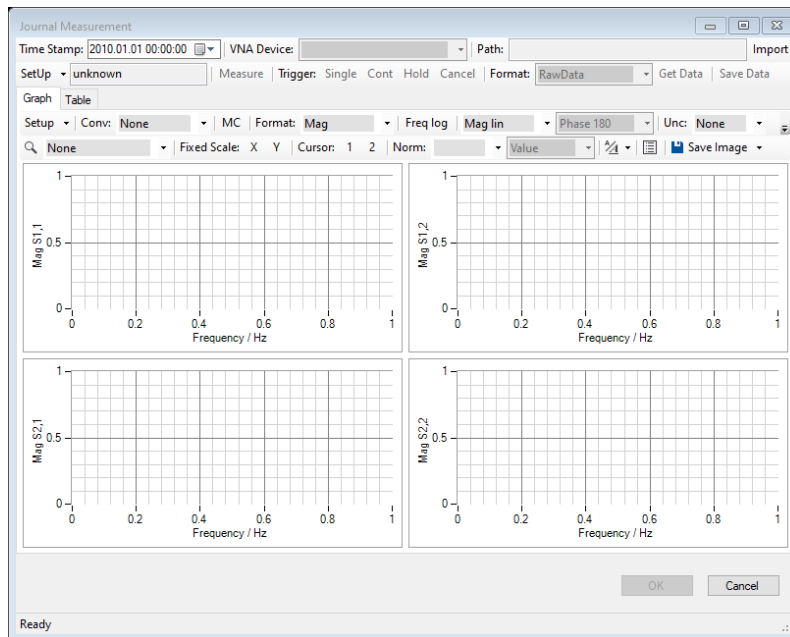 Journal Measurement
Time Stamp: 2010.01.01 00:00:00 VNA Device: Path: Import
SetUp unknown Measure Trigger: Single Cont Hold Cancel Format: RawData Get Data Save Data
Graph Table
Setup Conv: None MC Format: Mag Freq log Mag lin Phase 180 Unc: None
None Fixed Scale: X Y Cursor: 1 2 Norm: Value Save Image
1
0.5
0
Mag S1,1
0 0.2 0.4 0.6 0.8 1
Frequency / Hz
1
0.5
0
Mag S1,2
0 0.2 0.4 0.6 0.8 1
Frequency / Hz
1
0.5
0
Mag S2,1
0 0.2 0.4 0.6 0.8 1
Frequency / Hz
1
0.5
0
Mag S2,2
0 0.2 0.4 0.6 0.8 1
Frequency / Hz
OK Cancel
Ready